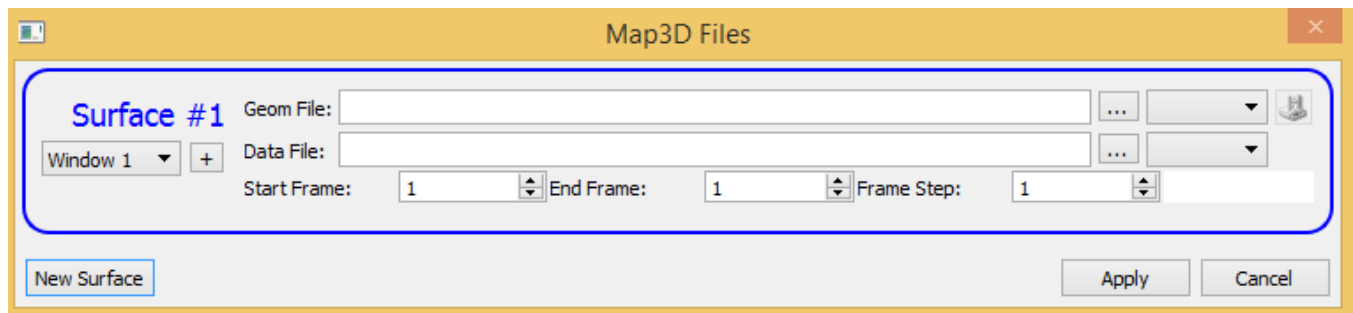 Map3D Files
Surface #1
Geom File:
...
Window 1
+
Data File:
...
Start Frame: 1 End Frame: 1 Frame Step: 1
New Surface Apply Cancel